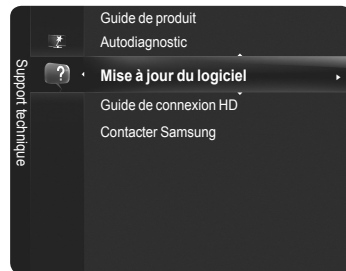 Support technique
Guide de produit
Autodiagnostic
Mise à jour du logiciel
Guide de connexion HD
Contacter Samsung